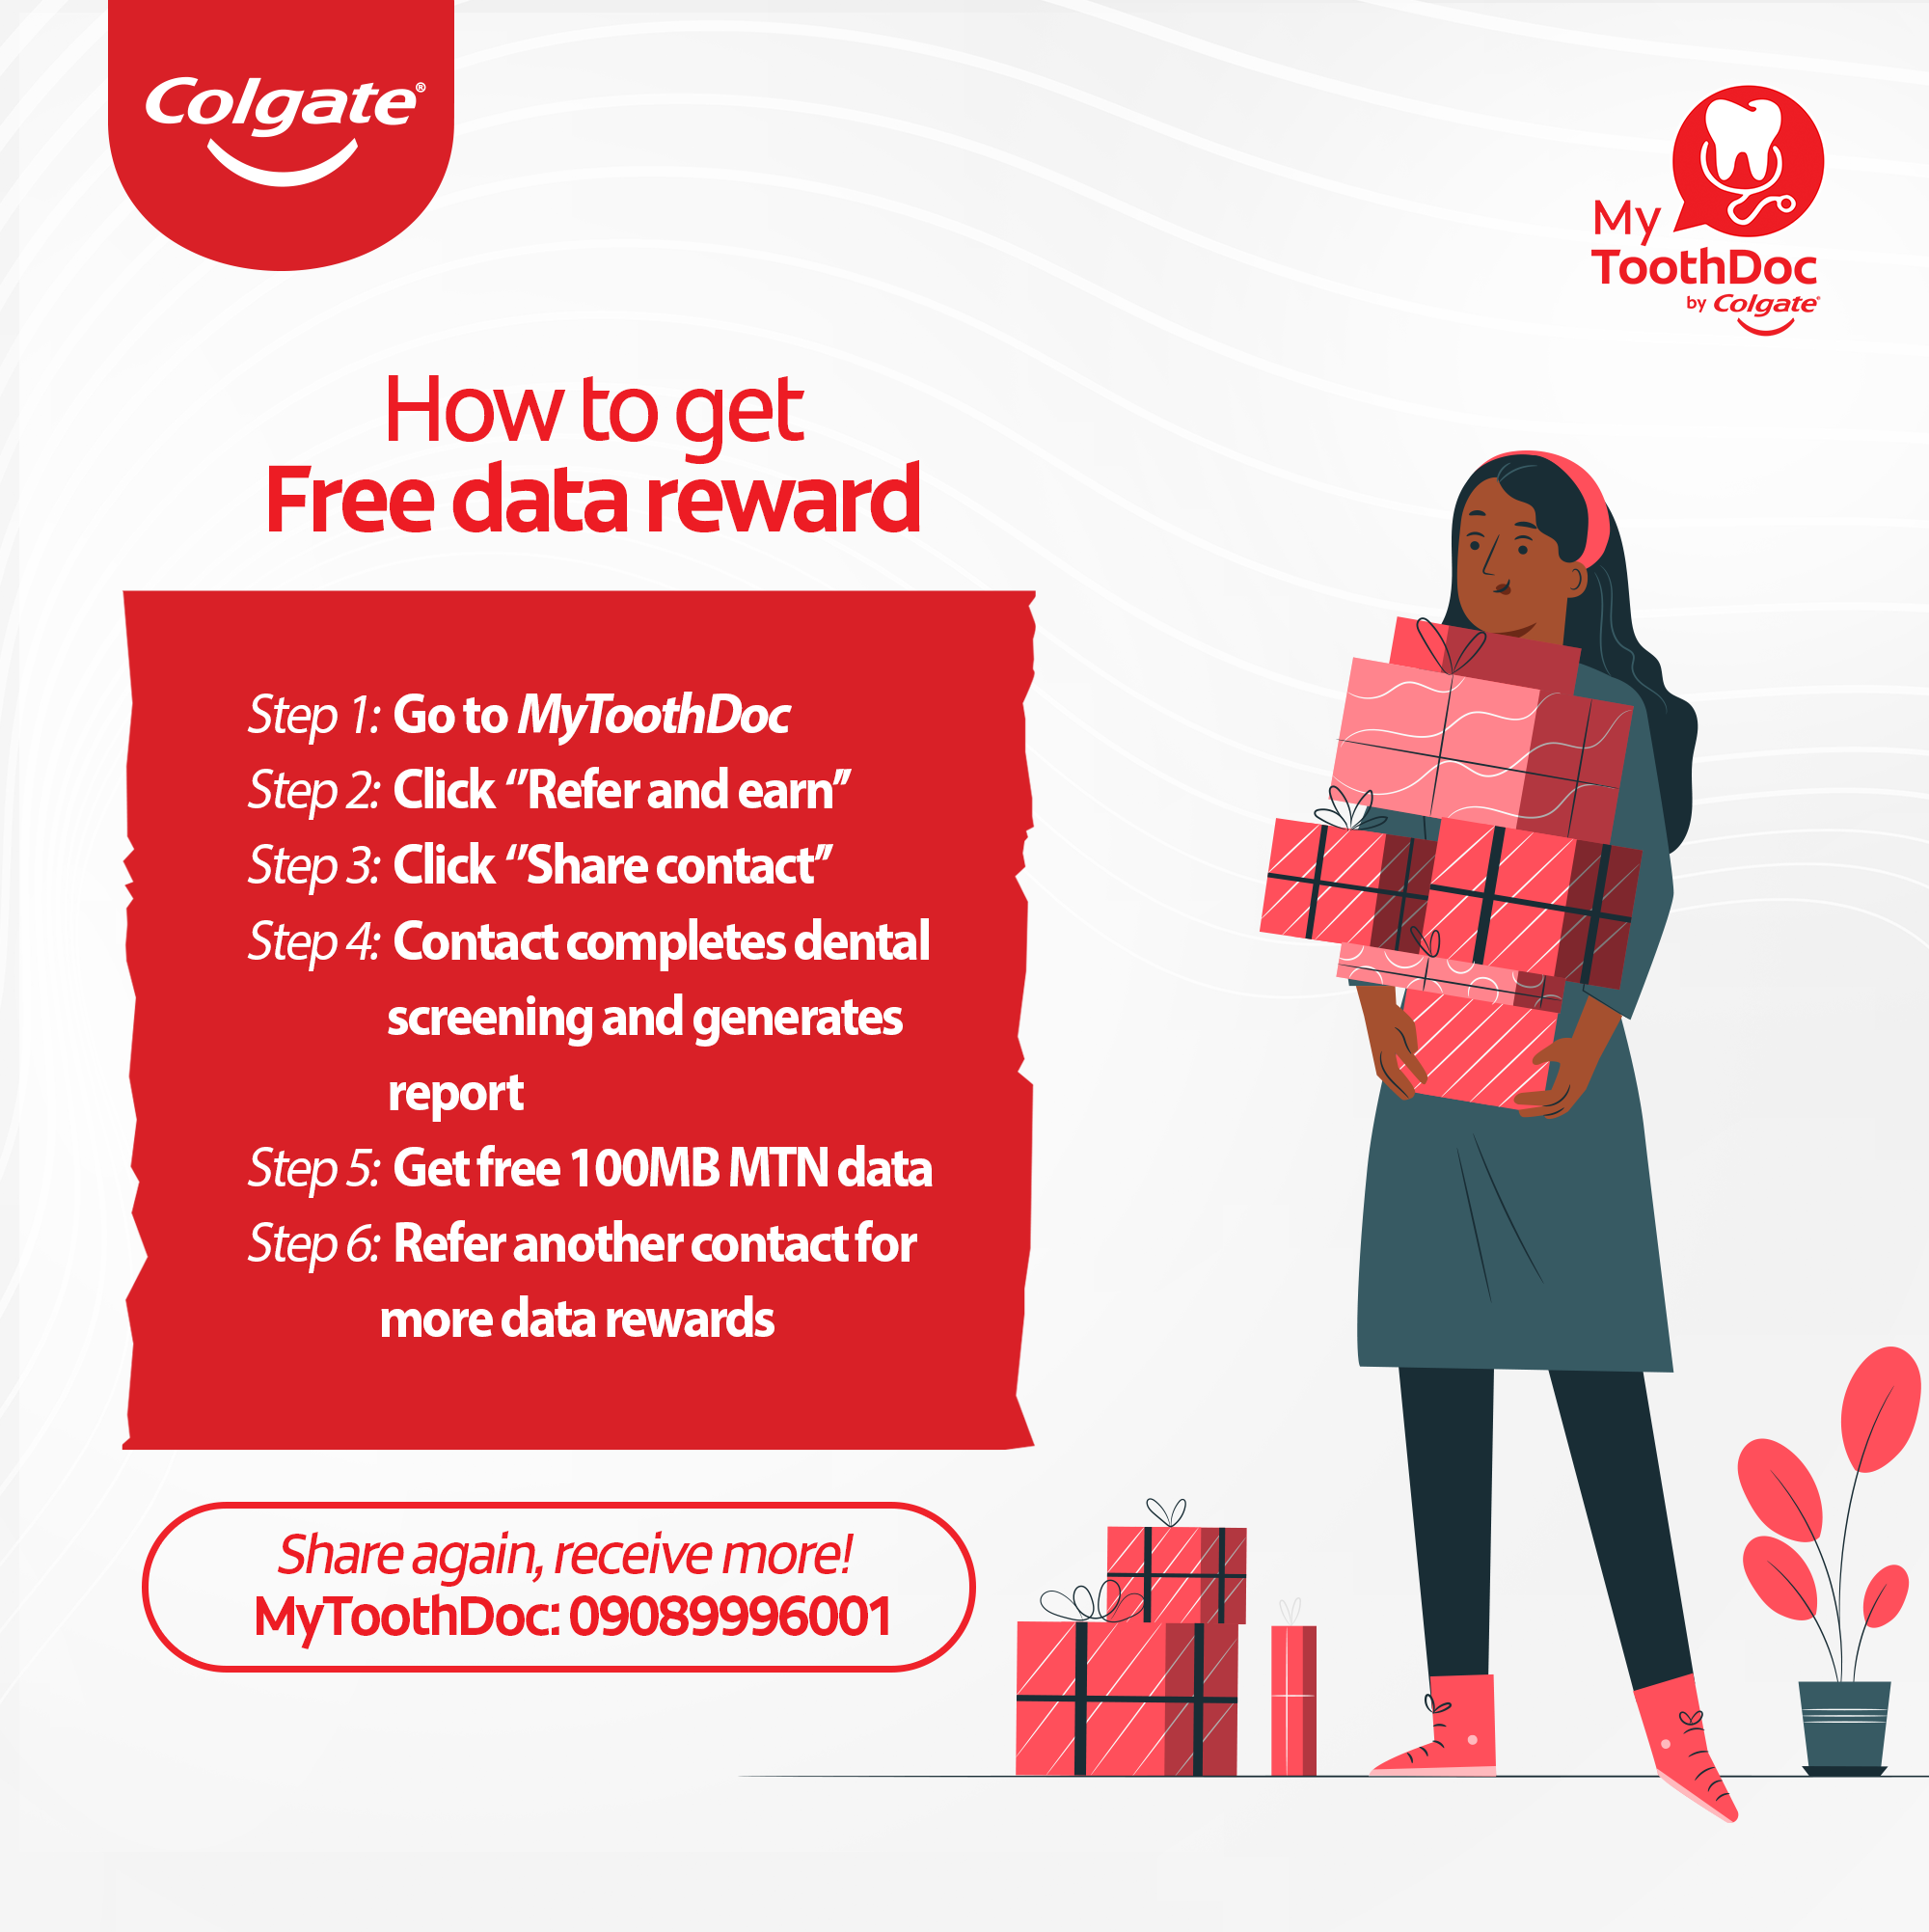 Colgate®
My
ToothDoc
by Colgate®
How to get
Free data reward
Step 1: Go to MyToothDoc
Step 2: Click “Refer and earn”
Step 3: Click “Share contact”
Step 4: Contact completes dental
screening and generates
report
Step 5: Get free 100MB MTN data
Step 6: Refer another contact for
more data rewards
Share again, receive more!
MyToothDoc: 09089996001